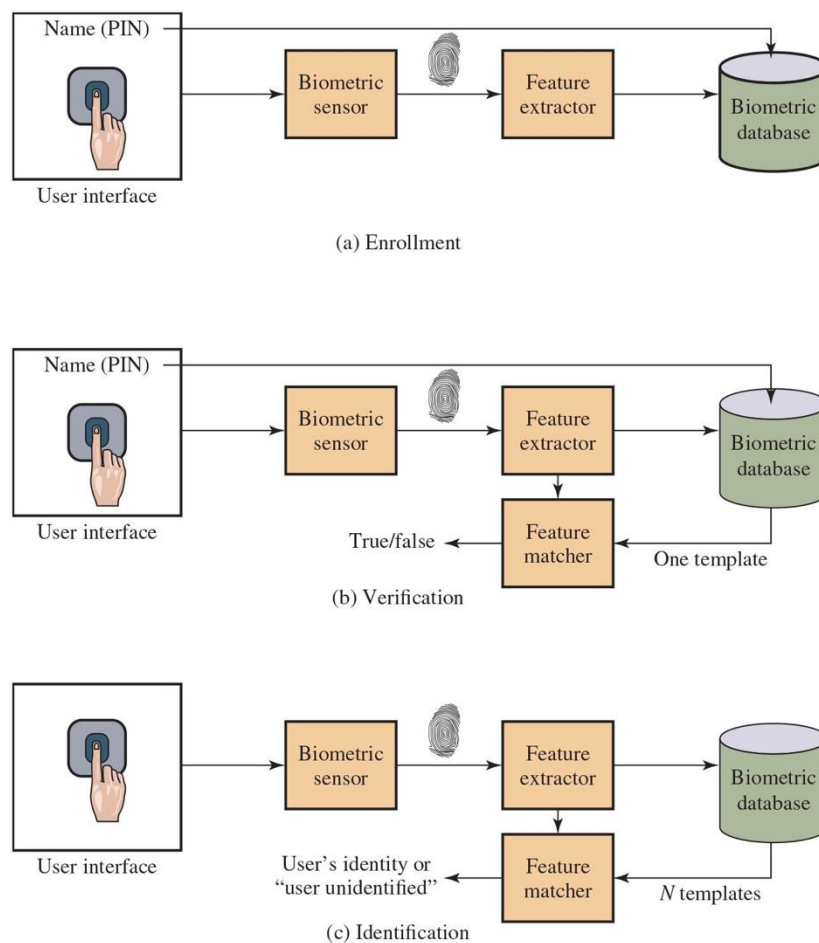 Name (PIN)
Biometric
sensor
Feature
extractor
Biometric
database
User interface
(a) Enrollment
Name (PIN)
Biometric
sensor
Feature
extractor
Biometric
database
User interface
True/false
Feature
matcher
One template
(b) Verification
Biometric
sensor
Feature
extractor
Biometric
database
User interface
User’s identity or
“user unidentified”
Feature
matcher
N templates
(c) Identification